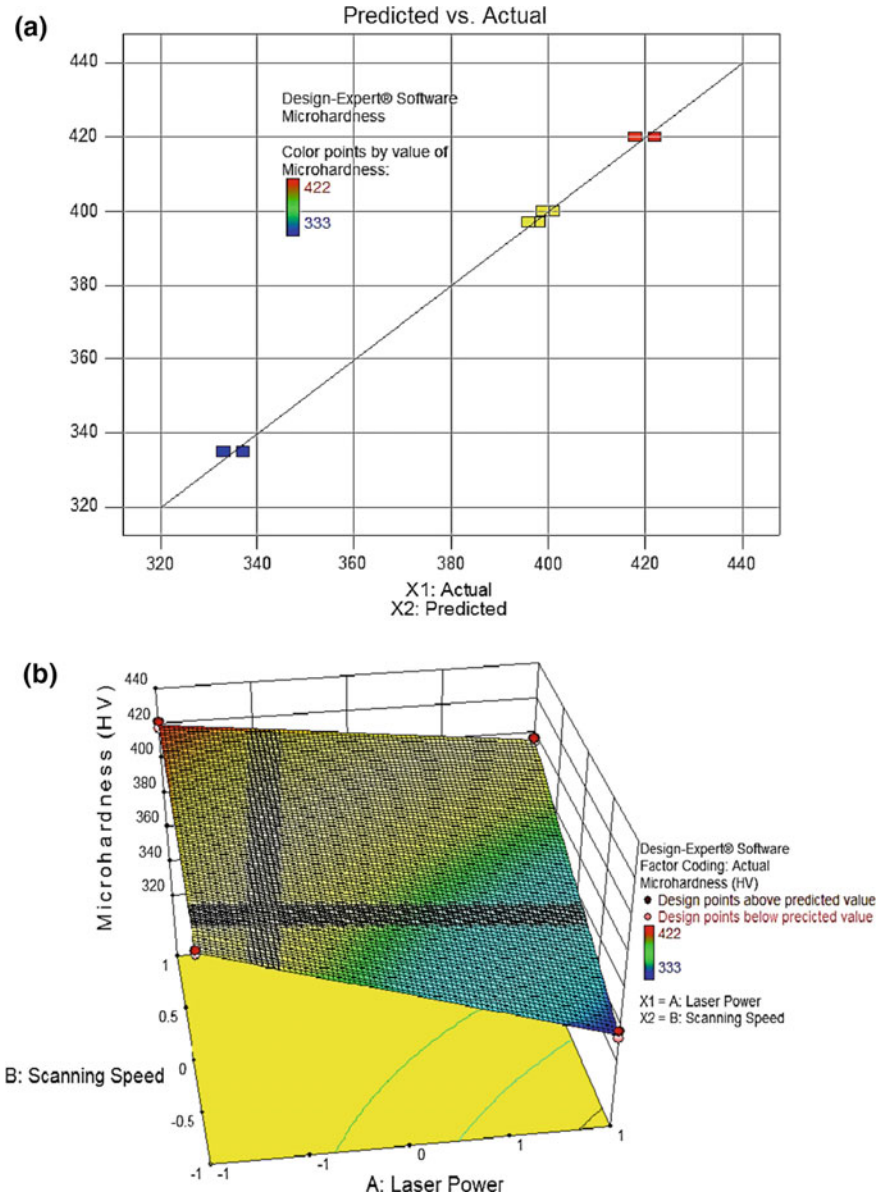 (a)
Predicted vs. Actual
440
420
400
380
360
340
320
Design-Expert® Software
Microhardness
Color points by value of
Microhardness:
422
333
320
340
360
380
400
420
440
X1: Actual
X2: Predicted
(b)
Microhardness (HV)
440
420
400
380
360
340
320
1
0.5
0
-0.5
-1
B: Scanning Speed
-1
-1
0
1
1
A: Laser Power
Design-Expert® Software
Factor Coding: Actual
Microhardness (HV)
Design points above predicted value
Design points below precicted value
422
333
X1 = A: Laser Power
X2 = B: Scanning Speed